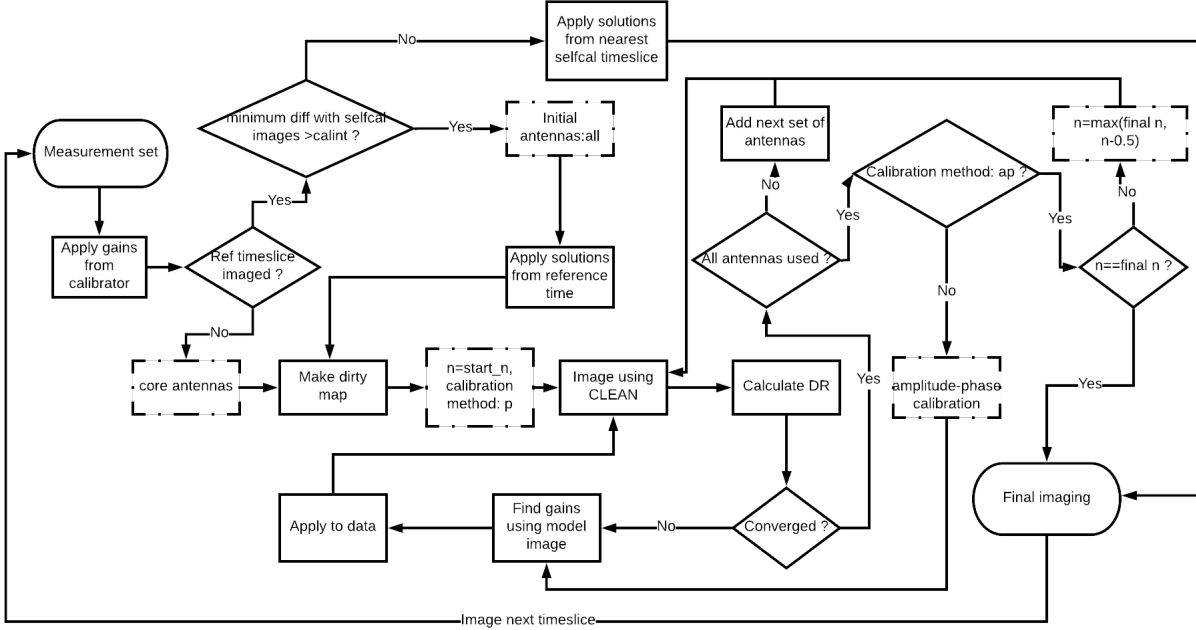 No
Apply solutions
from nearest
selfcal timeslice
minimum diff with selfcal
images >calint ?
Yes
Initial
antennas:all
Add next set of
antennas
n=max(final n,
n-0.5)
Measurement set
No
Calibration method: ap ?
No
Yes
Yes
Yes
Apply gains
from
calibrator
Ref timeslice
imaged ?
Apply solutions
from reference
time
All antennas used ?
n==final n ?
No
No
core antennas
Make dirty
map
n=start_n,
calibration
method: p
Image using
CLEAN
Calculate DR
Yes
amplitude-phase
calibration
Yes
Apply to data
Find gains
using model
image
No
Converged ?
Final imaging
Image next timeslice